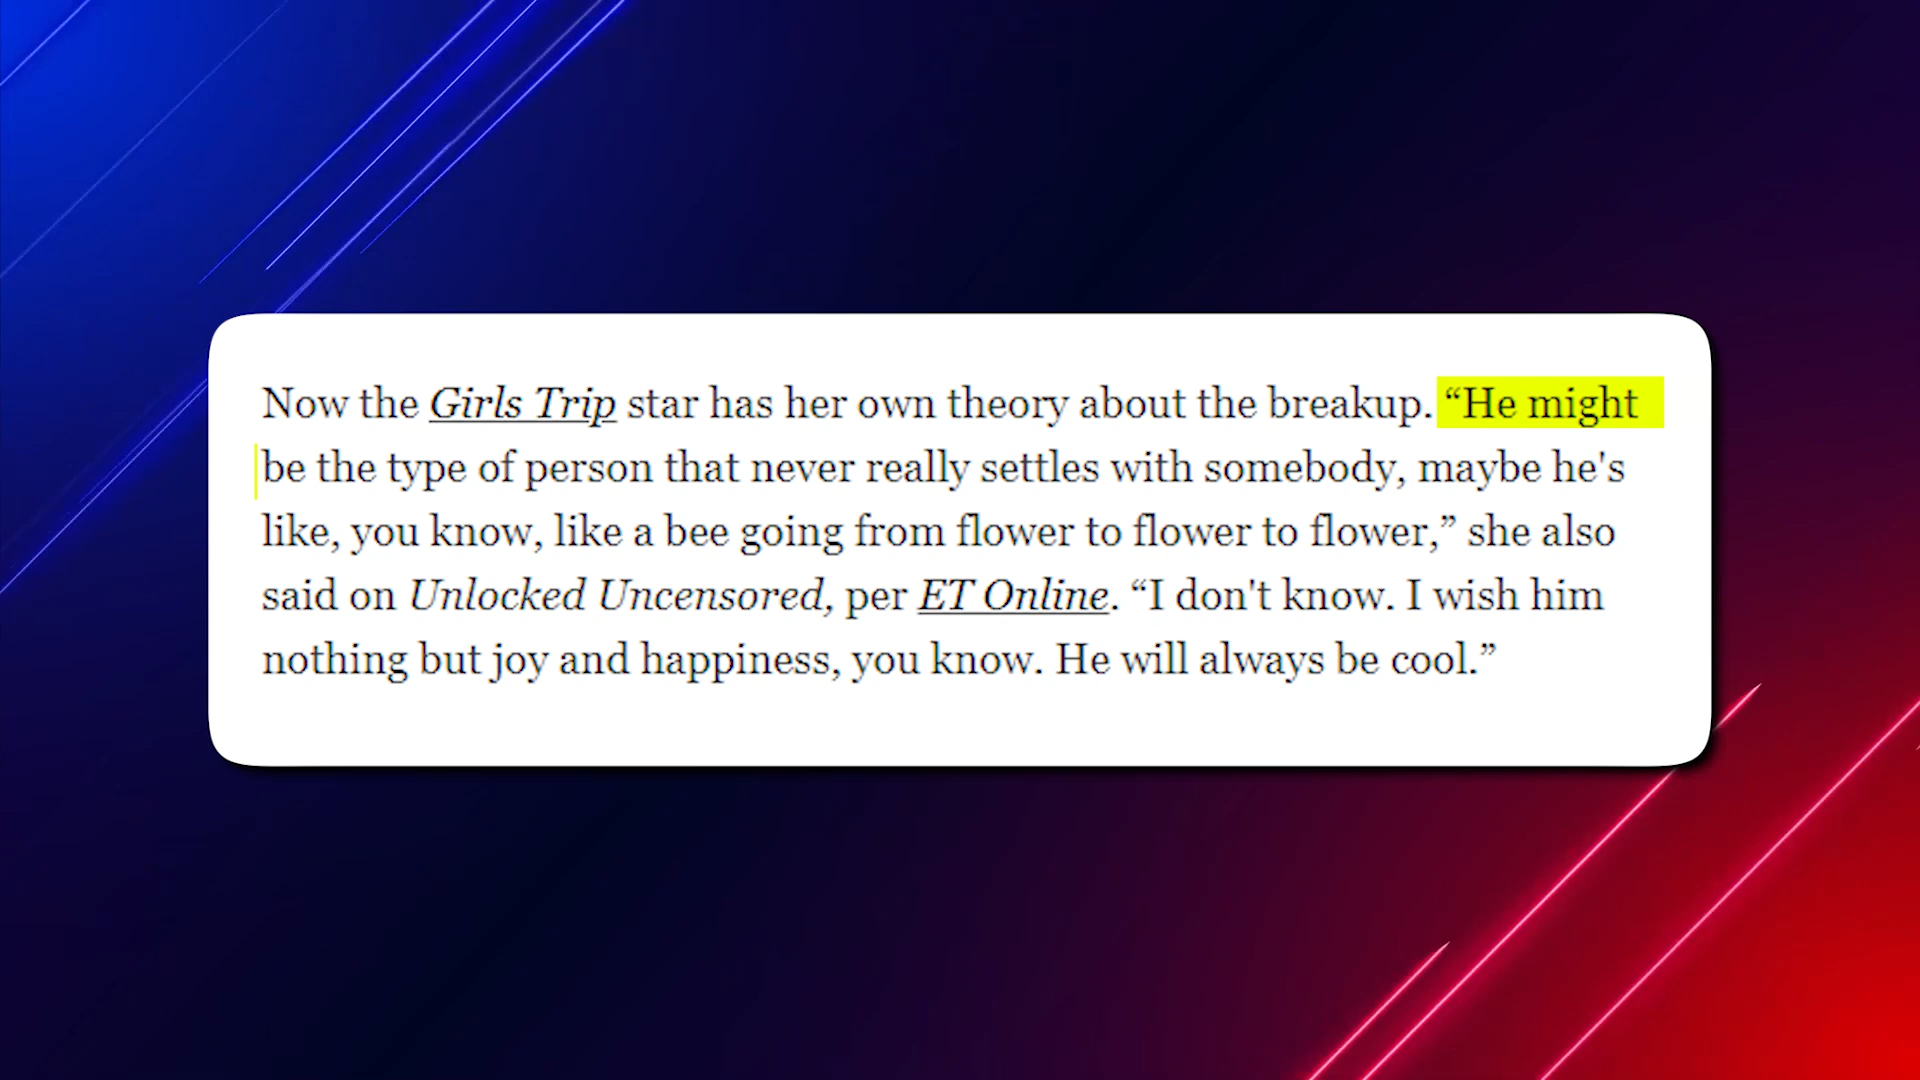 Now the Girls Trip star has her own theory about the breakup. “He might
be the type of person that never really settles with somebody, maybe he's
like, you know, like a bee going from flower to flower to flower,” she also
said on Unlocked Uncensored, per ET Online. “I don't know. I wish him
nothing but joy and happiness, you know. He will always be cool.”